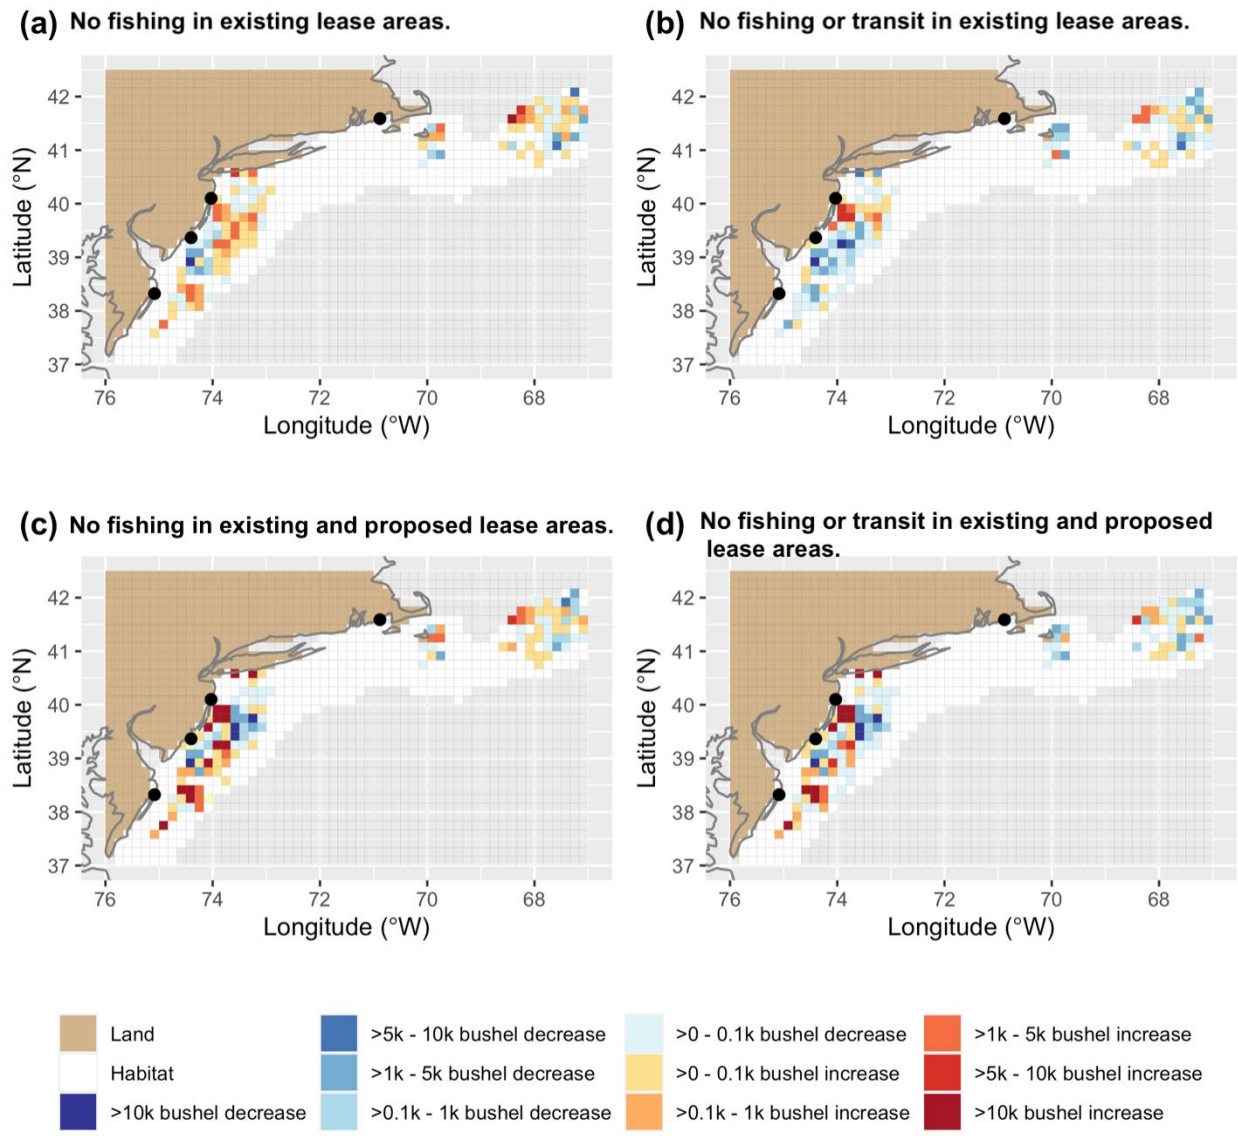 (a) No fishing in existing lease areas.
(b) No fishing or transit in existing lease areas.
Latitude (°N)
42
41
40
39
38
37
76 74 72 70 68
Longitude (°W)
Latitude (°N)
42
41
40
39
38
37
76 74 72 70 68
Longitude (°W)
(c) No fishing in existing and proposed lease areas.
(d) No fishing or transit in existing and proposed
lease areas.
Latitude (°N)
42
41
40
39
38
37
76 74 72 70 68
Longitude (°W)
Latitude (°N)
42
41
40
39
38
37
76 74 72 70 68
Longitude (°W)
Land
Habitat
>10k bushel decrease
>5k - 10k bushel decrease
>1k - 5k bushel decrease
>0.1k - 1k bushel decrease
>0 - 0.1k bushel decrease
>0 - 0.1k bushel increase
>0.1k - 1k bushel increase
>1k - 5k bushel increase
>5k - 10k bushel increase
>10k bushel increase